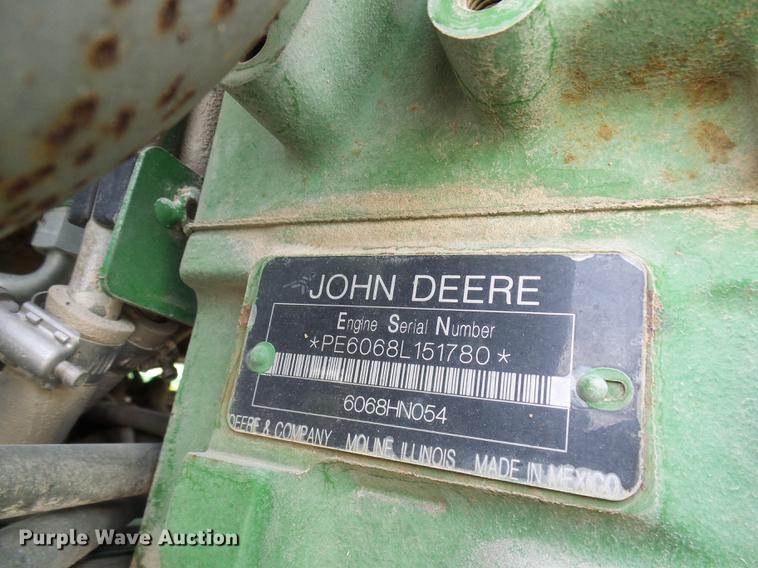 JOHN DEERE
Engine Serial Number
*PE6068L151780*
6068HN054
DEERE & COMPANY MOLINE, ILLINOIS MADE IN MEXICO
Purple Wave Auction